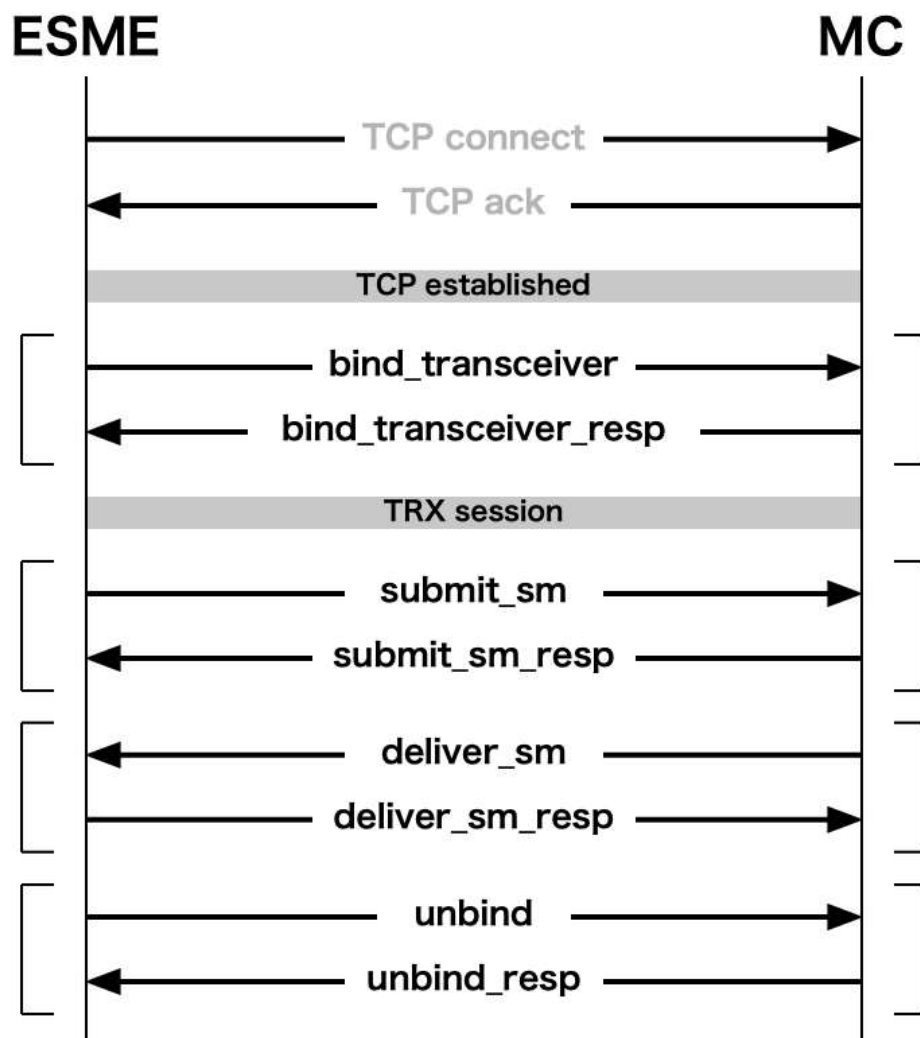 ESME MC
TCP connect
TCP ack
TCP established
bind_transceiver
bind_transceiver_resp
TRX session
submit_sm
submit_sm_resp
deliver_sm
deliver_sm_resp
unbind
unbind_resp